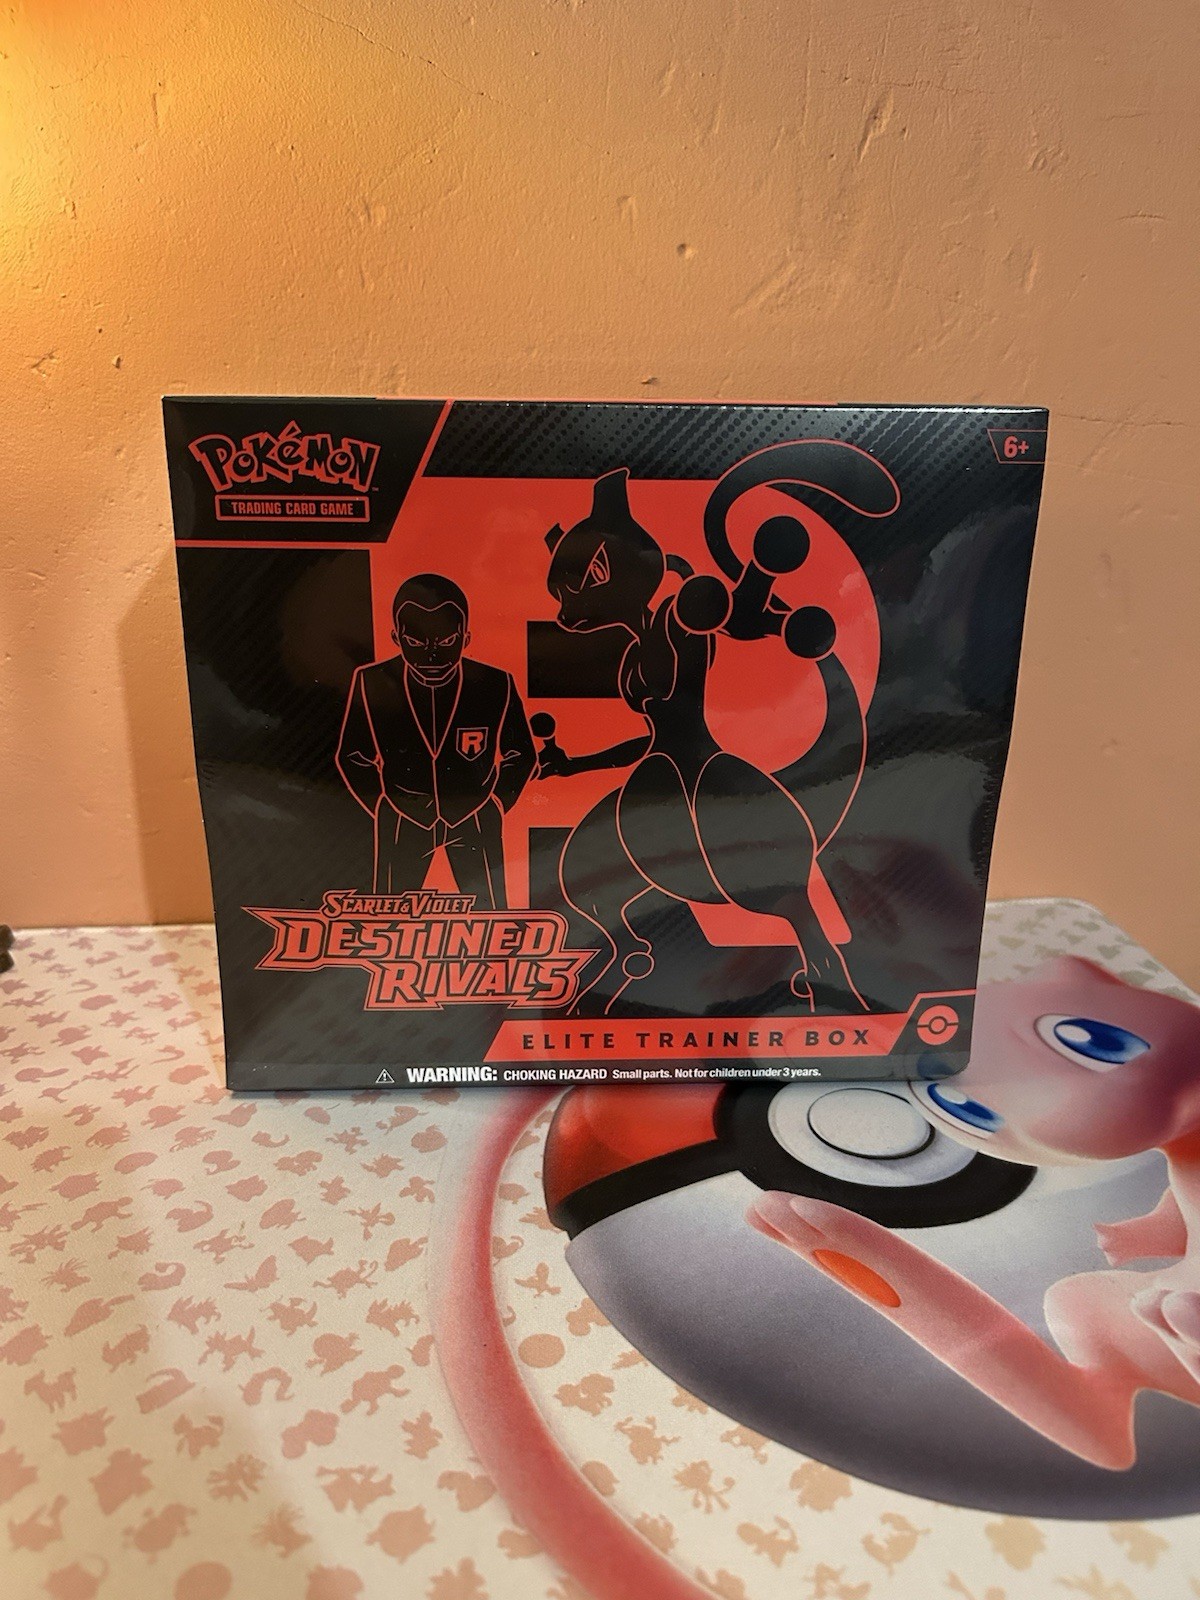 POKéMON
TRADING CARD GAME
6+
R
SCARLET & VIOLET
DESTINED
RIVALS
ELITE TRAINER BOX
WARNING: CHOKING HAZARD Small parts. Not for children under 3 years.